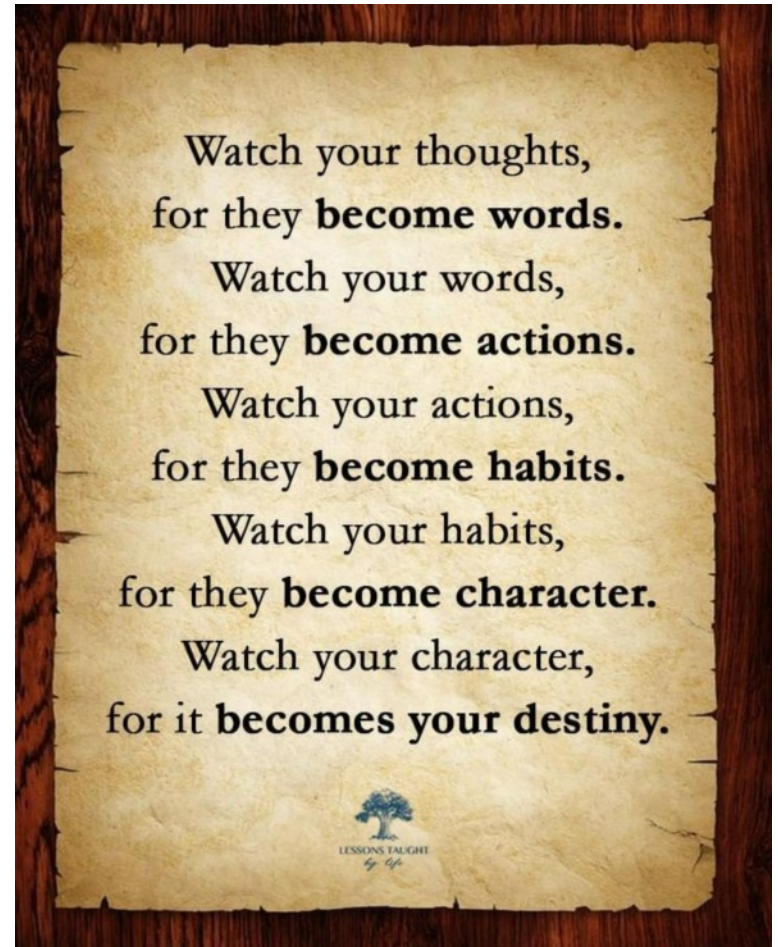 Watch your thoughts,
for they become words.
Watch your words,
for they become actions.
Watch your actions,
for they become habits.
Watch your habits,
for they become character.
Watch your character,
for it becomes your destiny.
LESSONS TAUGHT
by life